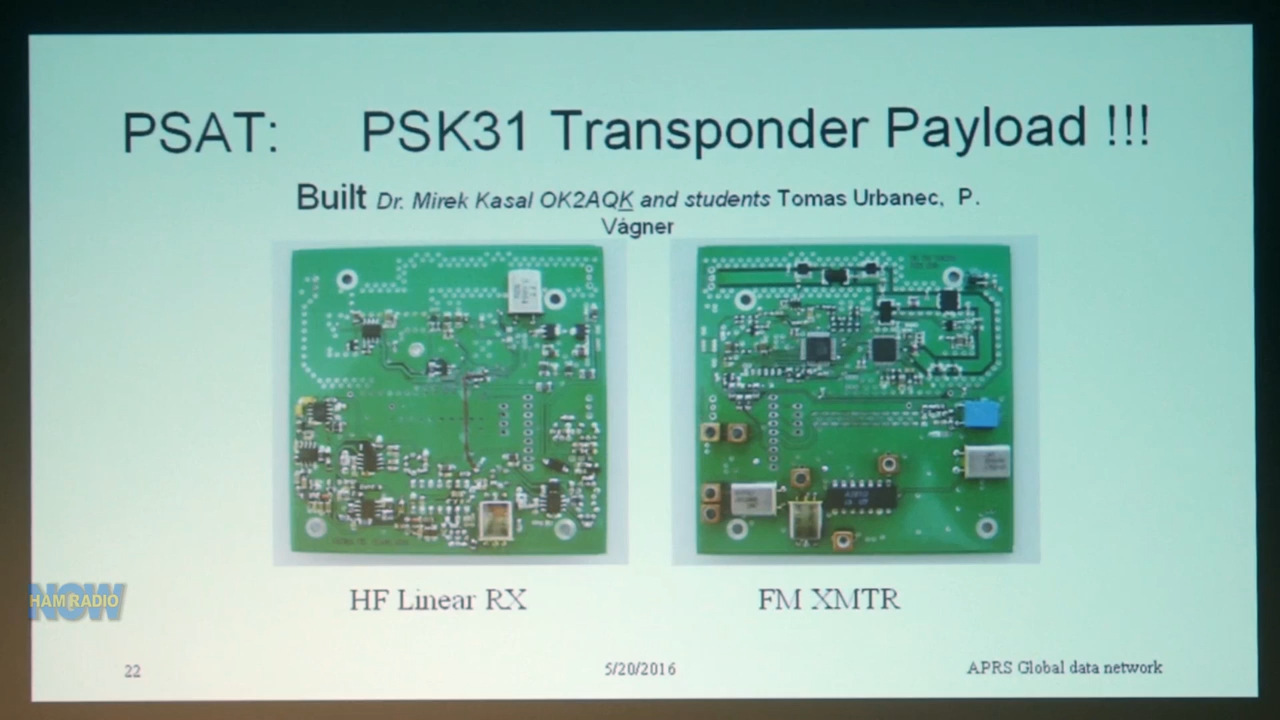 PSAT: PSK31 Transponder Payload !!!
Built Dr. Mirek Kasal OK2AQK and students Tomas Urbanec, P.
Vågner
HF Linear RX
FM XMTR
NOW
HAM RADIO
22
5/20/2016
APRS Global data network